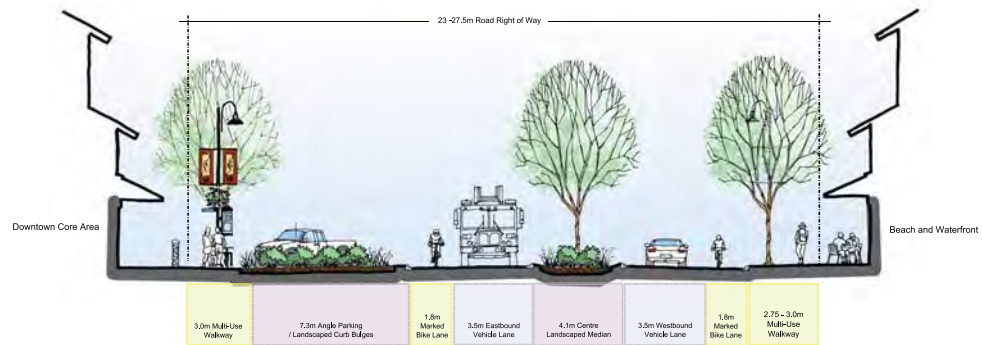 23 -27.5m Road Right of Way
Downtown Core Area
Beach and Waterfront
3.0m Multi-Use
Walkway
7.3m Angle Parking
/ Landscaped Curb Bulges
1.8m
Marked
Bike Lane
3.5m Eastbound
Vehicle Lane
4.1m Centre
Landscaped Median
3.5m Westbound
Vehicle Lane
1.8m
Marked
Bike Lane
2.75 - 3.0m
Multi-Use
Walkway